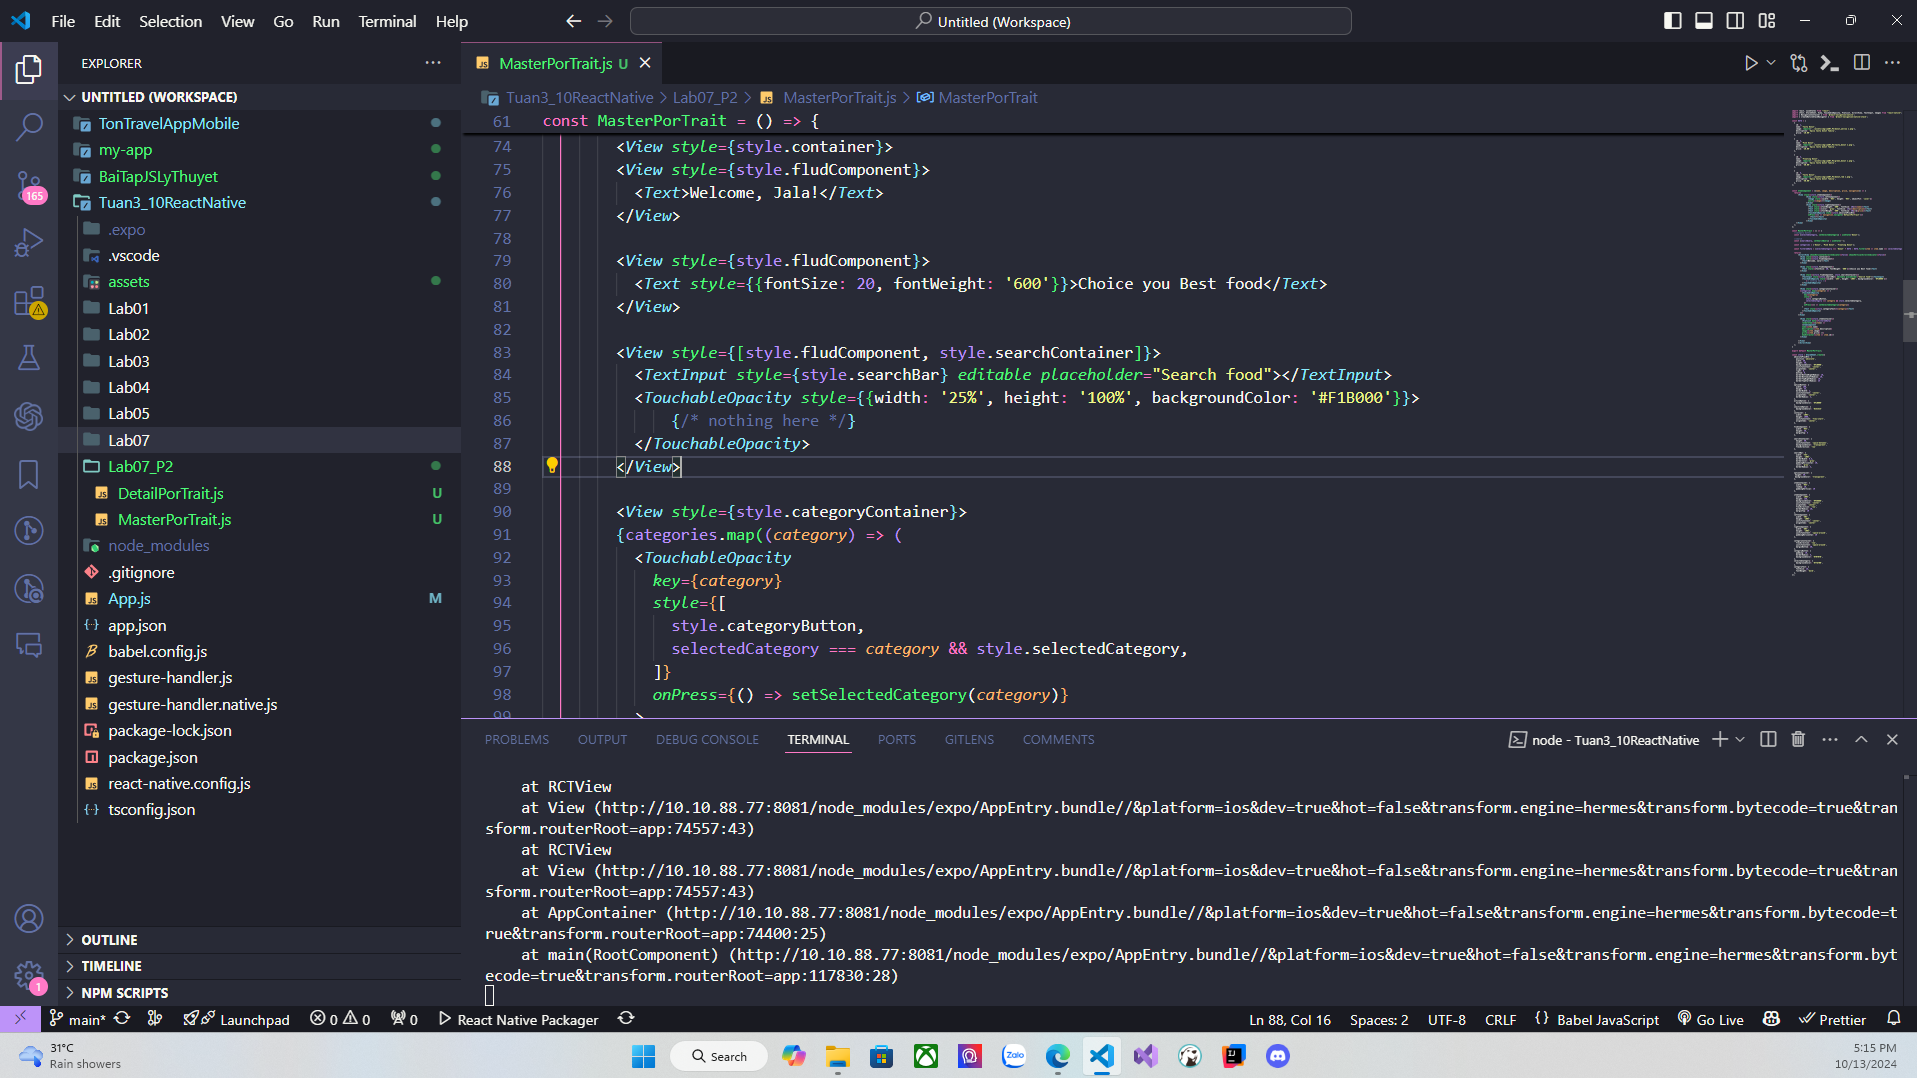 File Edit Selection View Go Run Terminal Help
Untitled (Workspace)
EXPLORER
UNTITLED (WORKSPACE)
TonTravelAppMobile
my-app
BaiTapJSLyThuyet
Tuan3_10ReactNative
.expo
.vscode
assets
Lab01
Lab02
Lab03
Lab04
Lab05
Lab07
Lab07_P2
DetailPorTrait.js U
MasterPorTrait.js U
node_modules
.gitignore
App.js M
app.json
babel.config.js
gesture-handler.js
gesture-handler.native.js
package-lock.json
package.json
react-native.config.js
tsconfig.json
OUTLINE
TIMELINE
NPM SCRIPTS
165
1
MasterPorTrait.js U
Tuan3_10ReactNative > Lab07_P2 > MasterPorTrait.js > MasterPorTrait
61 const MasterPorTrait = () => {
74 <View style={style.container}>
75 <View style={style.fludComponent}>
76 <Text>Welcome, Jala!</Text>
77 </View>
78
79 <View style={style.fludComponent}>
80 <Text style={{fontSize: 20, fontWeight: '600'}}>Choice you Best food</Text>
81 </View>
82
83 <View style={[style.fludComponent, style.searchContainer]}>
84 <TextInput style={style.searchBar} editable placeholder="Search food"></TextInput>
85 <TouchableOpacity style={{width: '25%', height: '100%', backgroundColor: '#F1B000'}}>
86 {/* nothing here */}
87 </TouchableOpacity>
88 </View>
89
90 <View style={style.categoryContainer}>
91 {categories.map((category) => (
92 <TouchableOpacity
93 key={category}
94 style={[
95 style.categoryButton,
96 selectedCategory === category && style.selectedCategory,
97 ]}
98 onPress={() => setSelectedCategory(category)}
99 >
PROBLEMS OUTPUT DEBUG CONSOLE TERMINAL PORTS GITLENS COMMENTS
node - Tuan3_10ReactNative
at RCTView
at View (http://10.10.88.77:8081/node_modules/expo/AppEntry.bundle//&platform=ios&dev=true&hot=false&transform.engine=hermes&transform.bytecode=true&tran
sform.routerRoot=app:74557:43)
at RCTView
at View (http://10.10.88.77:8081/node_modules/expo/AppEntry.bundle//&platform=ios&dev=true&hot=false&transform.engine=hermes&transform.bytecode=true&tran
sform.routerRoot=app:74557:43)
at AppContainer (http://10.10.88.77:8081/node_modules/expo/AppEntry.bundle//&platform=ios&dev=true&hot=false&transform.engine=hermes&transform.bytecode=t
rue&transform.routerRoot=app:74400:25)
at main(RootComponent) (http://10.10.88.77:8081/node_modules/expo/AppEntry.bundle//&platform=ios&dev=true&hot=false&transform.engine=hermes&transform.byt
ecode=true&transform.routerRoot=app:117830:28)
main* Launchpad 0 0 0 React Native Packager Ln 88, Col 16 Spaces: 2 UTF-8 CRLF {} Babel JavaScript Go Live Prettier
31°C
Rain showers
Search
Zalo
5:15 PM
10/13/2024